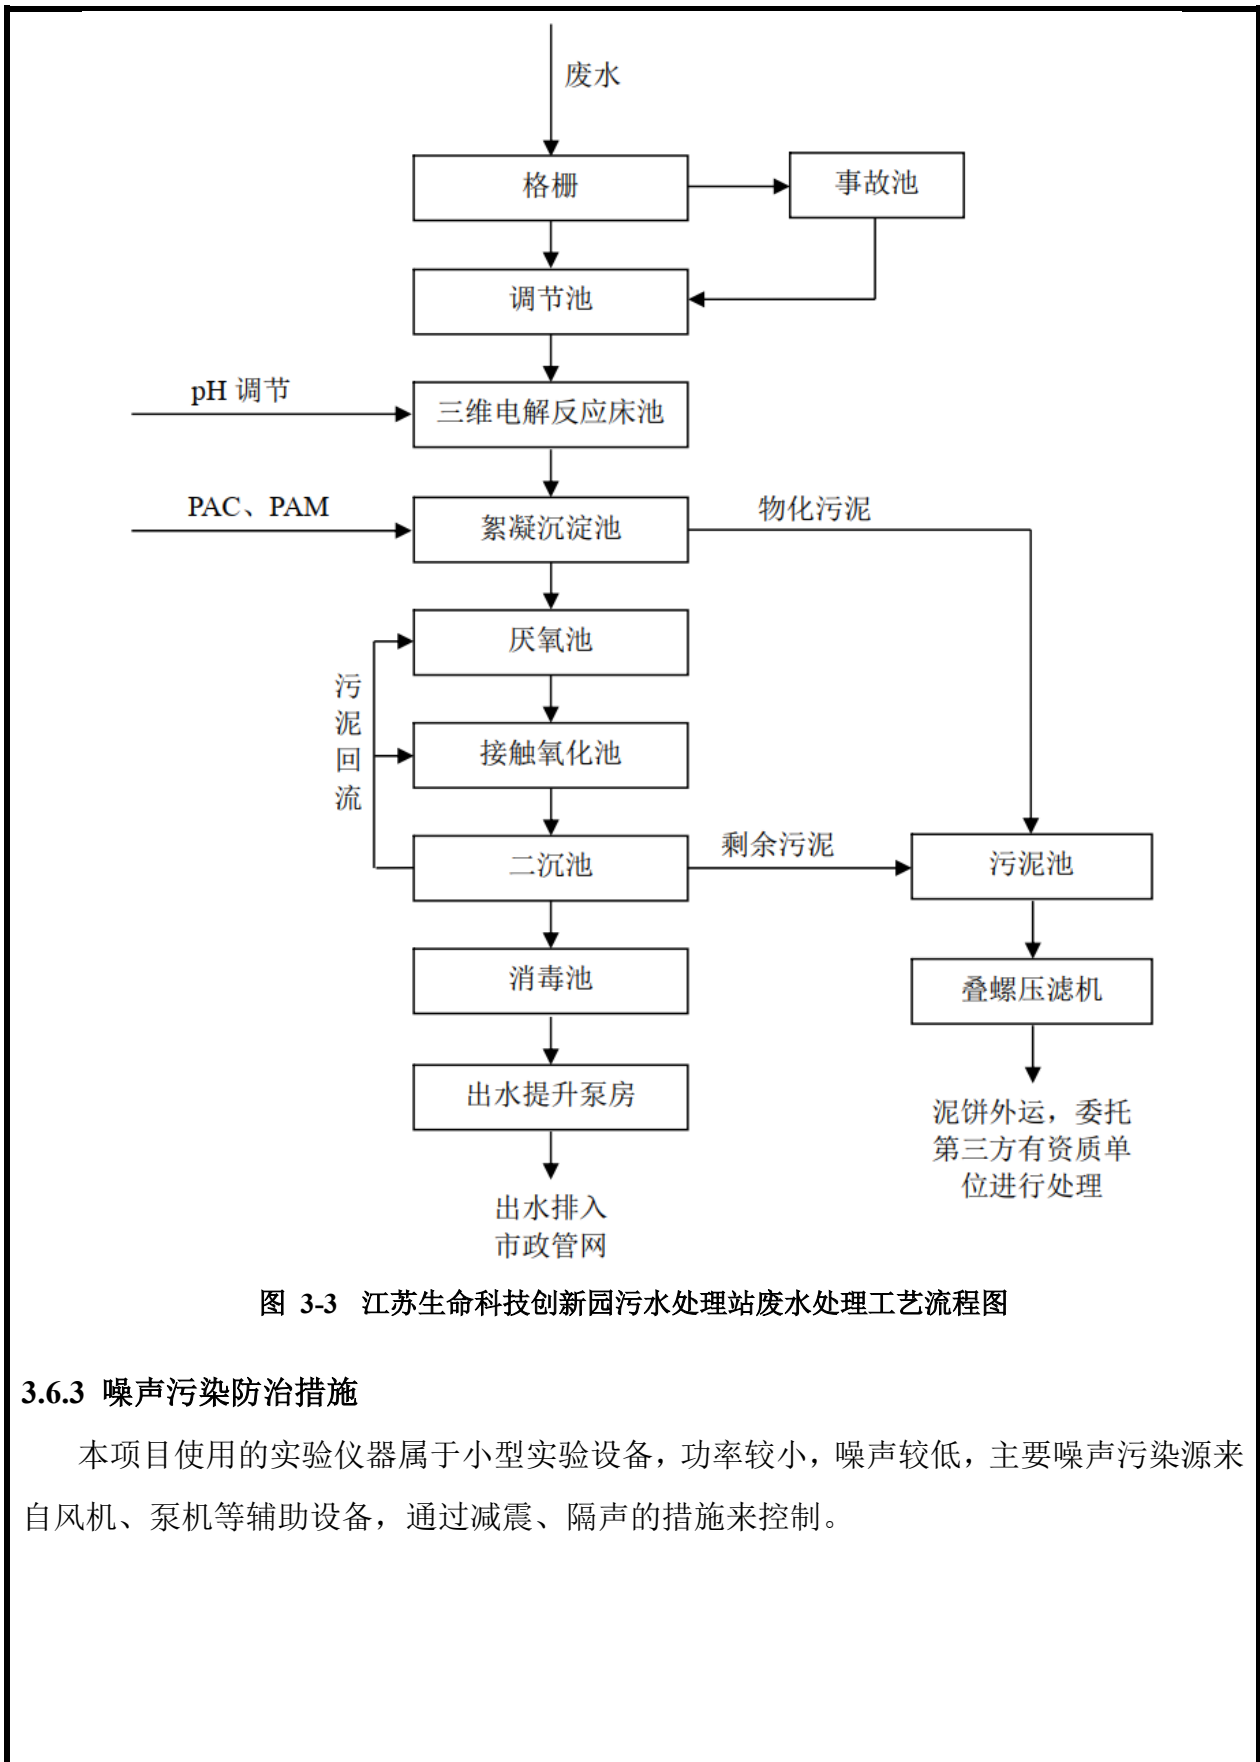 废水
格栅
事故池
调节池
pH 调节
三维电解反应床池
PAC、PAM
絮凝沉淀池
物化污泥
厌氧池
污泥回流
接触氧化池
二沉池
剩余污泥
污泥池
消毒池
叠螺压滤机
出水提升泵房
泥饼外运，委托
第三方有资质单
位进行处理
出水排入
市政管网
图 3-3 江苏生命科技创新园污水处理站废水处理工艺流程图
3.6.3 噪声污染防治措施
本项目使用的实验仪器属于小型实验设备，功率较小，噪声较低，主要噪声污染源来
自风机、泵机等辅助设备，通过减震、隔声的措施来控制。